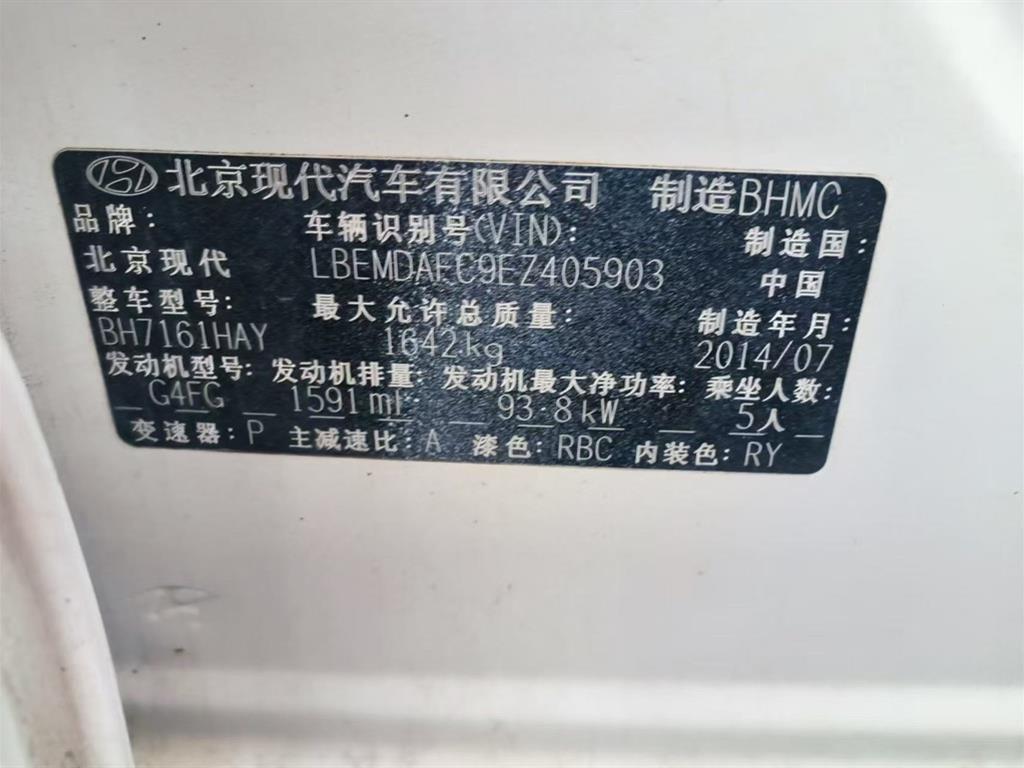 北京现代汽车有限公司 制造BHMC
品牌: 车辆识别号(VIN): 制造国:
北京现代 LBEMDAFC9EZ405903 中国
整车型号: 最大允许总质量: 制造年月:
BH7161HAY 1642kg 2014/07
发动机型号: 发动机排量: 发动机最大净功率: 乘坐人数:
G4FG 1591ml 93.8kW 5人
变速器: P 主减速比: A 漆色: RBC 内装色: RY